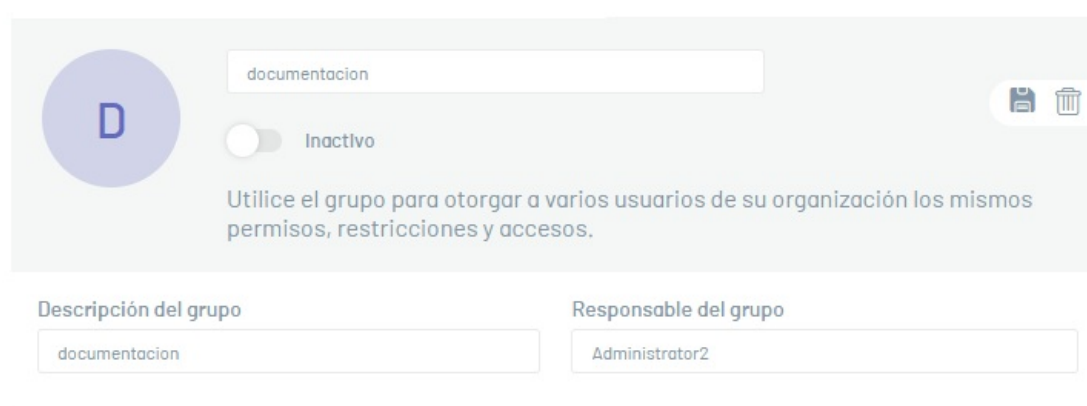 documentacion
D
Inactivo
Utilice el grupo para otorgar a varios usuarios de su organización los mismos
permisos, restricciones y accesos.
Descripción del grupo
Responsable del grupo
documentacion
Administrator2